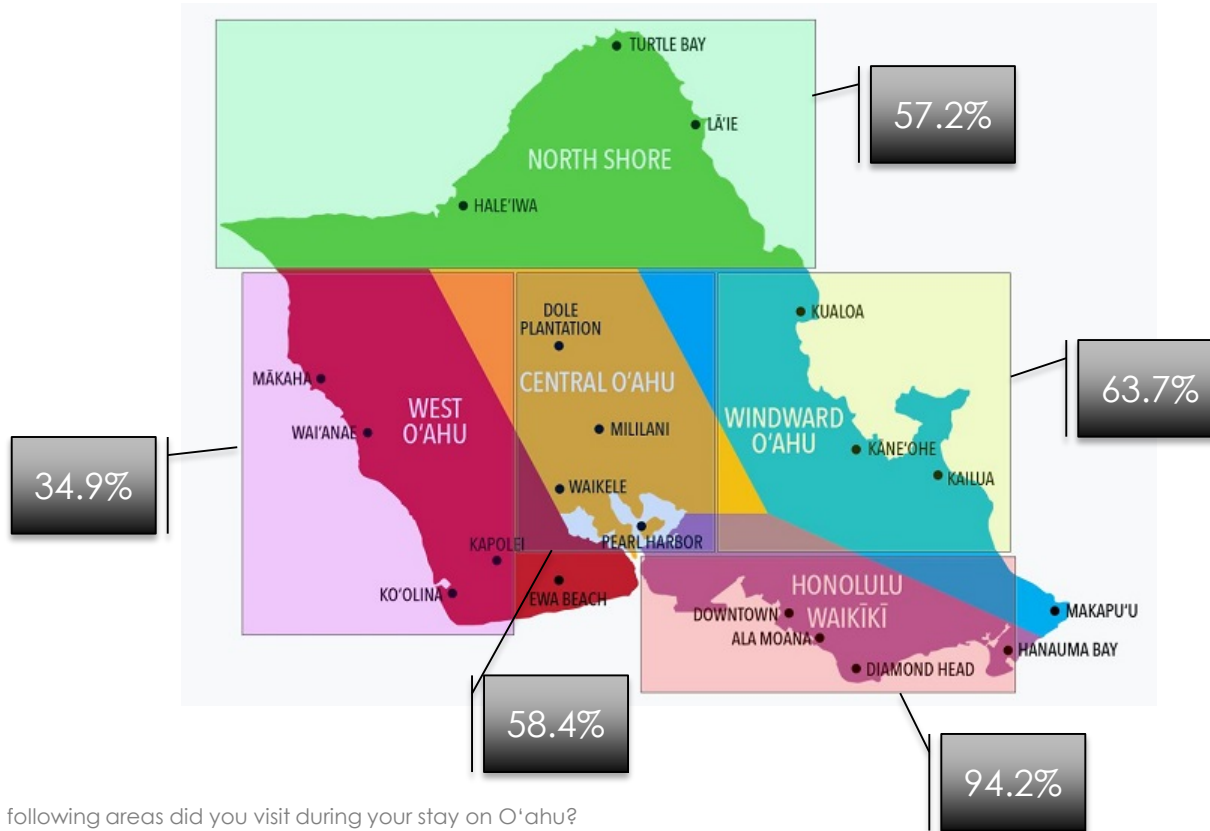 TURTLE BAY
57.2%
LĀ‘IE
NORTH SHORE
HALE‘IWA
DOLE
PLANTATION
KUALOA
MĀKAHA
CENTRAL O‘AHU
63.7%
WEST
O‘AHU
WINDWARD
O‘AHU
WAI‘ANAE
MILILANI
KĀNE‘OHE
KAILUA
34.9%
WAIKELE
PEARL HARBOR
KAPOLEI
KO‘OLINA
EWA BEACH
HONOLULU
WAIKĪKĪ
DOWNTOWN
ALA MOANA
MAKAPU‘U
HANAUMA BAY
DIAMOND HEAD
58.4%
94.2%
following areas did you visit during your stay on O‘ahu?